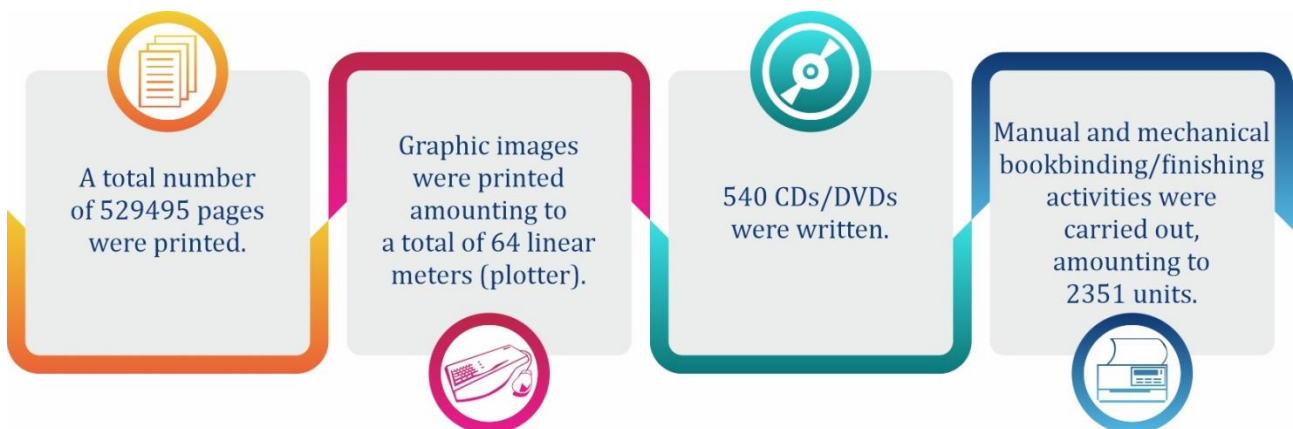 A total number
of 529495 pages
were printed.
Graphic images
were printed
amounting to
a total of 64 linear
meters (plotter).
540 CDs/DVDs
were written.
Manual and mechanical
bookbinding/finishing
activities were
carried out,
amounting to
2351 units.